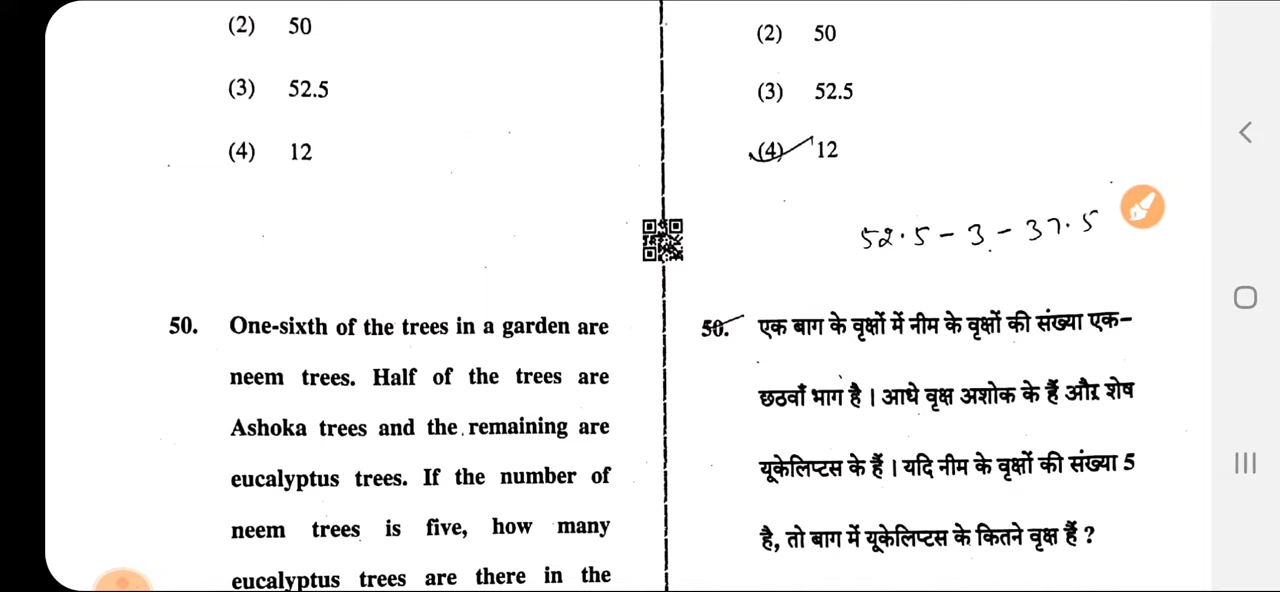 (2) 50
(3) 52.5
(4) 12
50. One-sixth of the trees in a garden are
neem trees. Half of the trees are
Ashoka trees and the remaining are
eucalyptus trees. If the number of
neem trees is five, how many
eucalyptus trees are there in the
(2) 50
(3) 52.5
(4) 12
52.5 - 3 - 37.5
50. एक बाग के वृक्षों में नीम के वृक्षों की संख्या एक-
छठवाँ भाग है । आधे वृक्ष अशोक के हैं और शेष
यूकेलिप्टस के हैं । यदि नीम के वृक्षों की संख्या 5
है, तो बाग में यूकेलिप्टस के कितने वृक्ष हैं ?